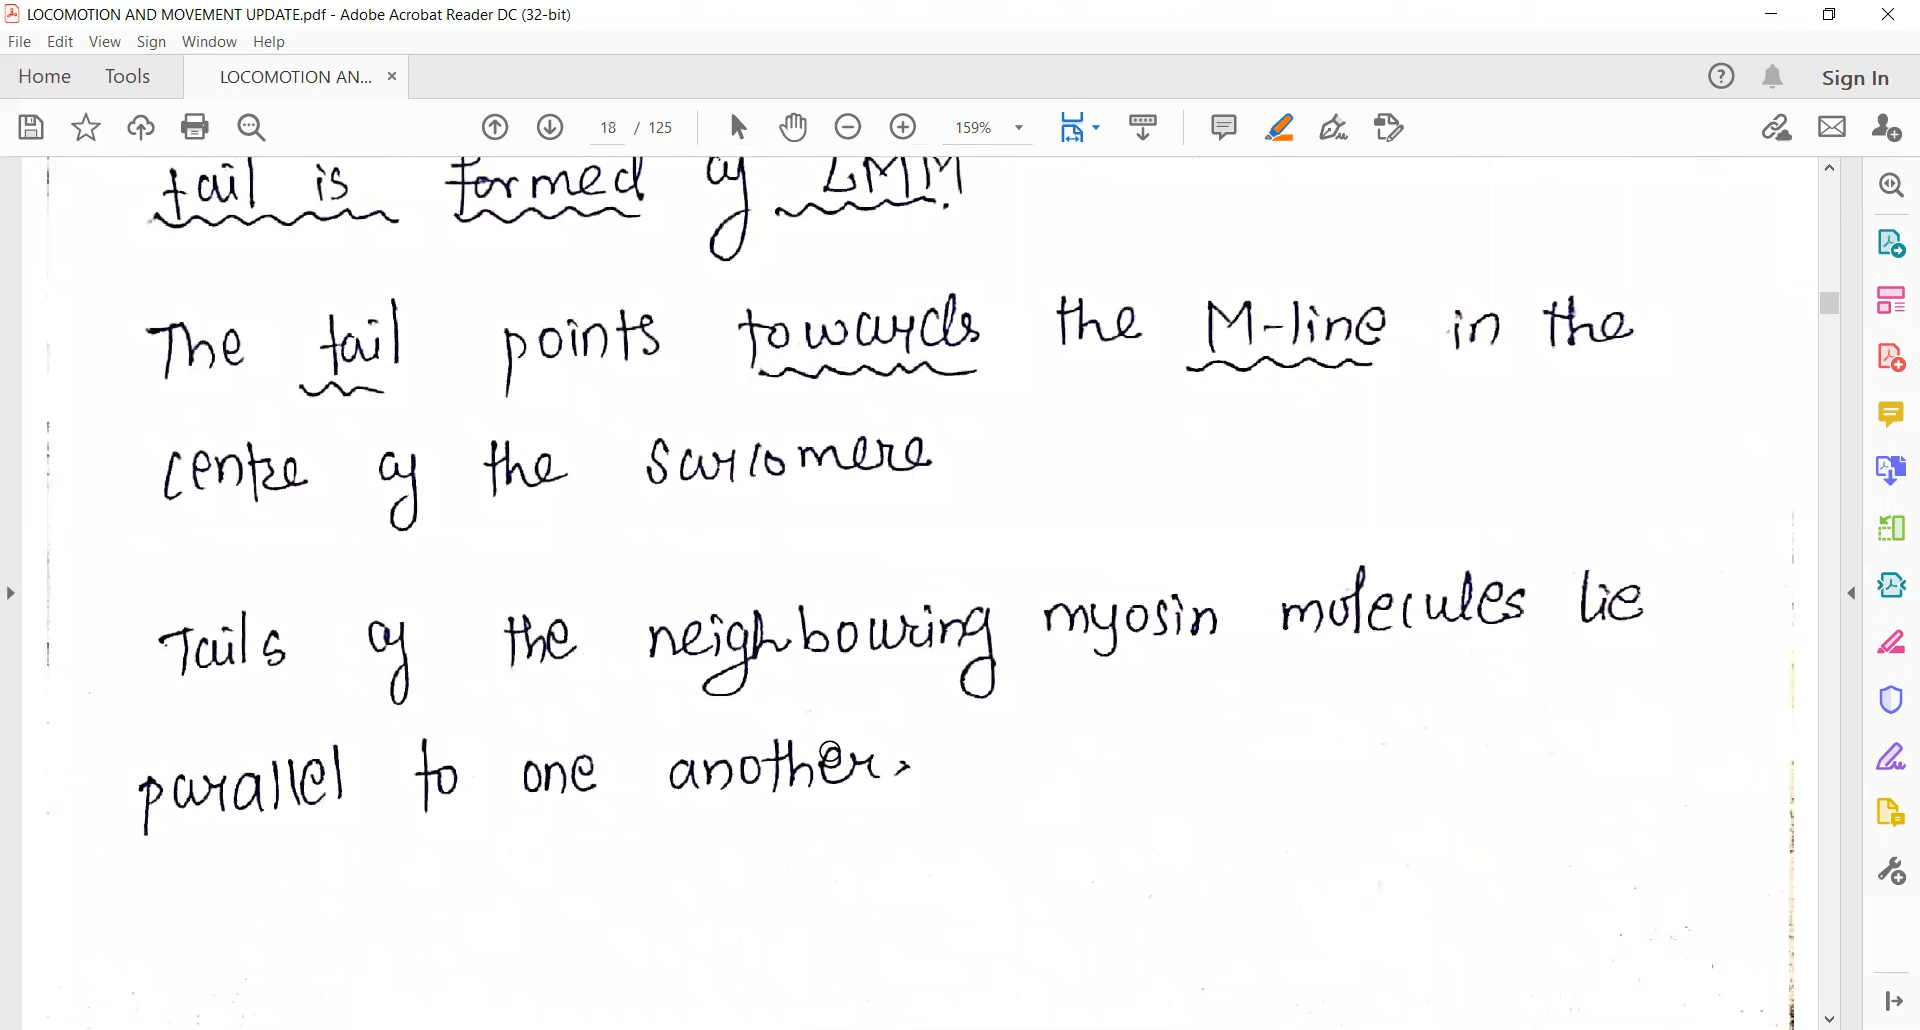 LOCOMOTION AND MOVEMENT UPDATE.pdf - Adobe Acrobat Reader DC (32-bit)
File Edit View Sign Window Help
Home Tools LOCOMOTION AN... × Sign In
18 / 125 159%
tail is formed of LMM.
The tail points towards the M-line in the
centre of the sarcomere
Tails of the neighbouring myosin molecules lie
parallel to one another.